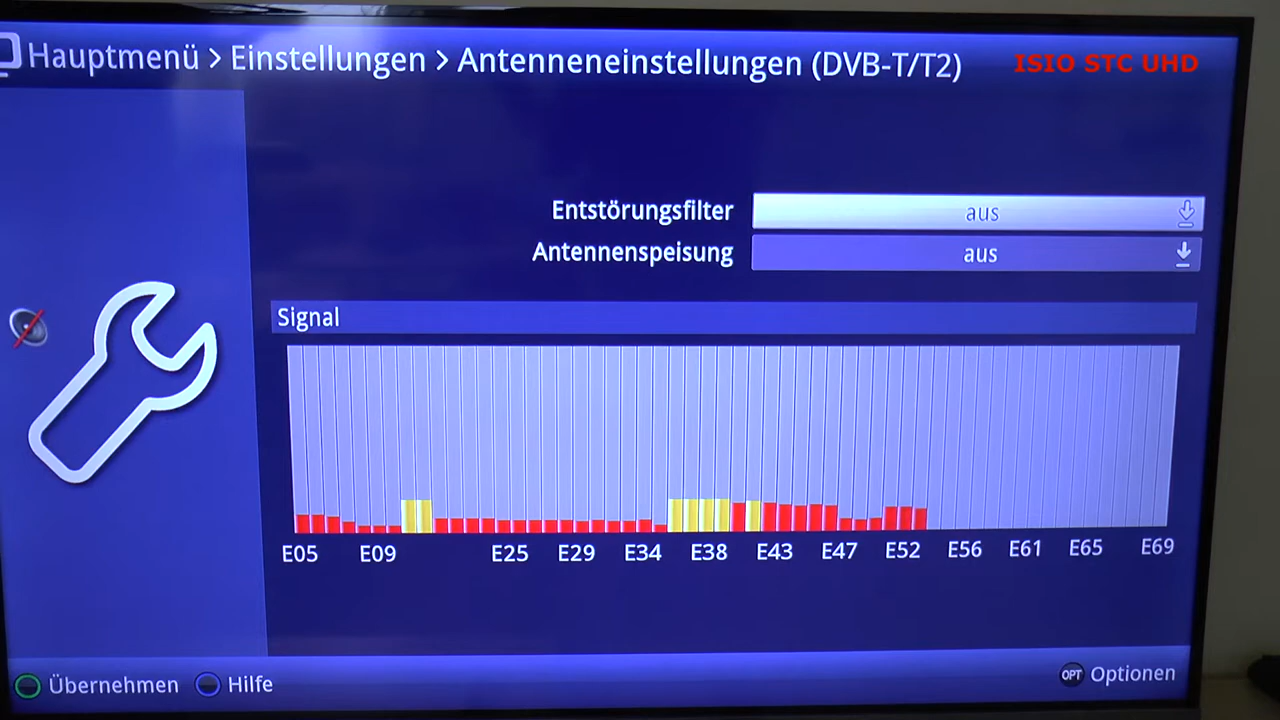 Hauptmenü > Einstellungen > Antenneneinstellungen (DVB-T/T2)
ISIO STC UHD
Entstörungsfilter aus
Antennenspeisung aus
Signal
E05 E09 E25 E29 E34 E38 E43 E47 E52 E56 E61 E65 E69
Übernehmen Hilfe OPT Optionen